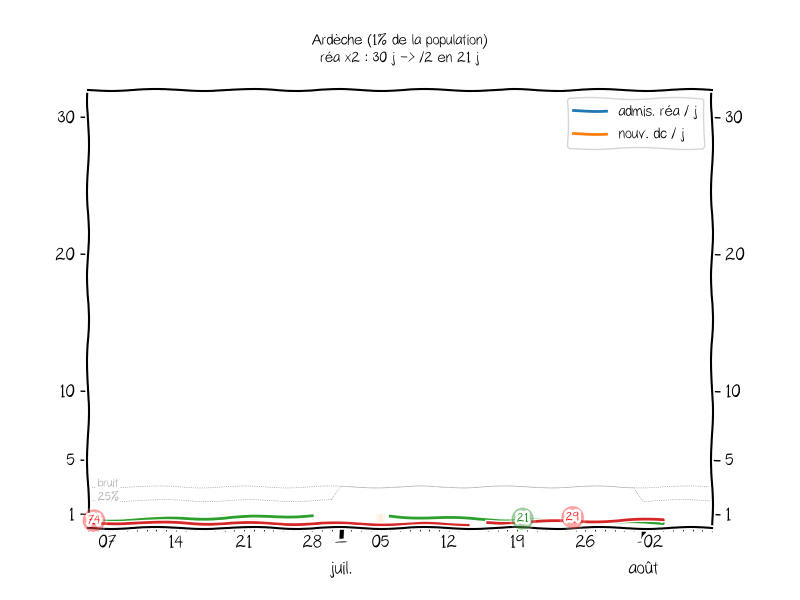 Ardèche (1% de la population)
réa x2 : 30 j -> /2 en 21 j
admis. réa / j
nouv. dc / j
30 30
20 20
10 10
5 5
bruit
25%
1 1
74 21 29
07 14 21 28 05 12 19 26 02
juil. août